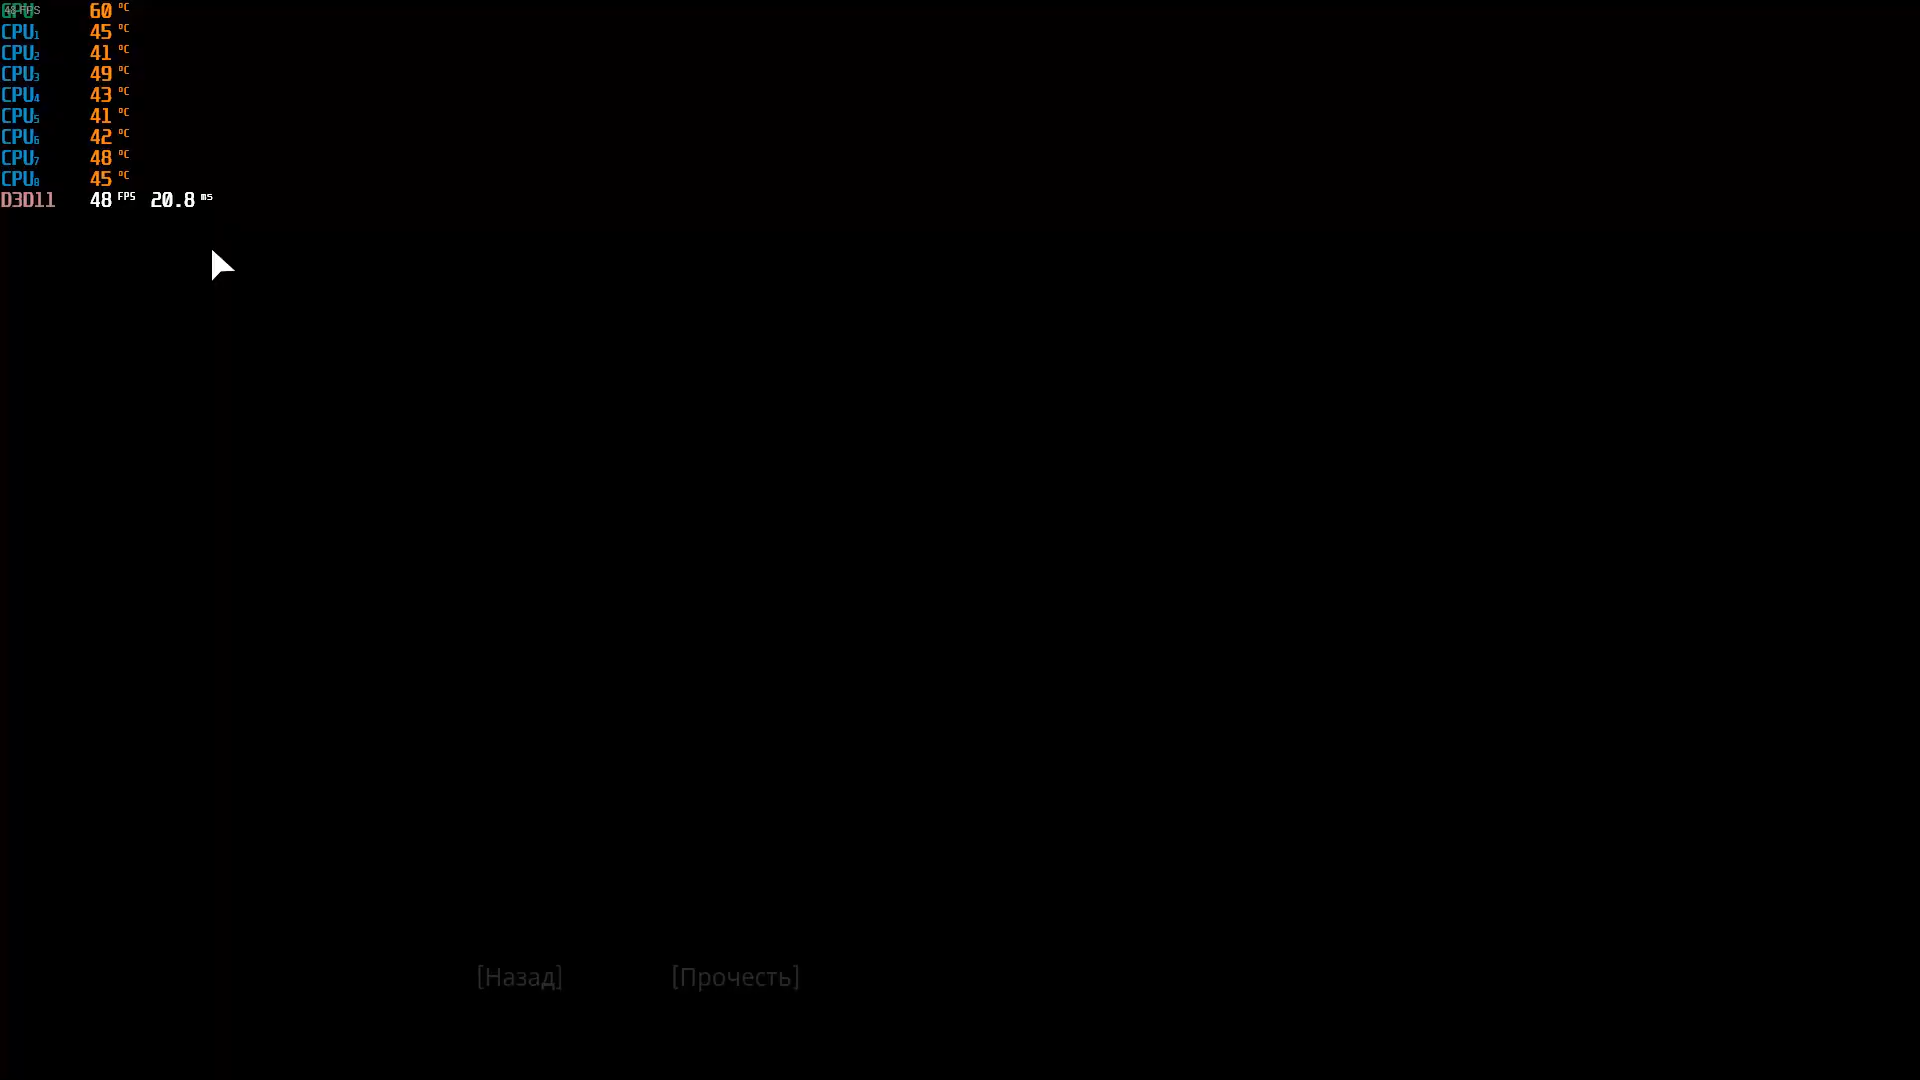 GPU 60 °C
CPU1 45 °C
CPU2 41 °C
CPU3 49 °C
CPU4 43 °C
CPU5 41 °C
CPU6 42 °C
CPU7 48 °C
CPU8 45 °C
D3D11 48 FPS 20.8 ms
[Назад] [Прочесть]